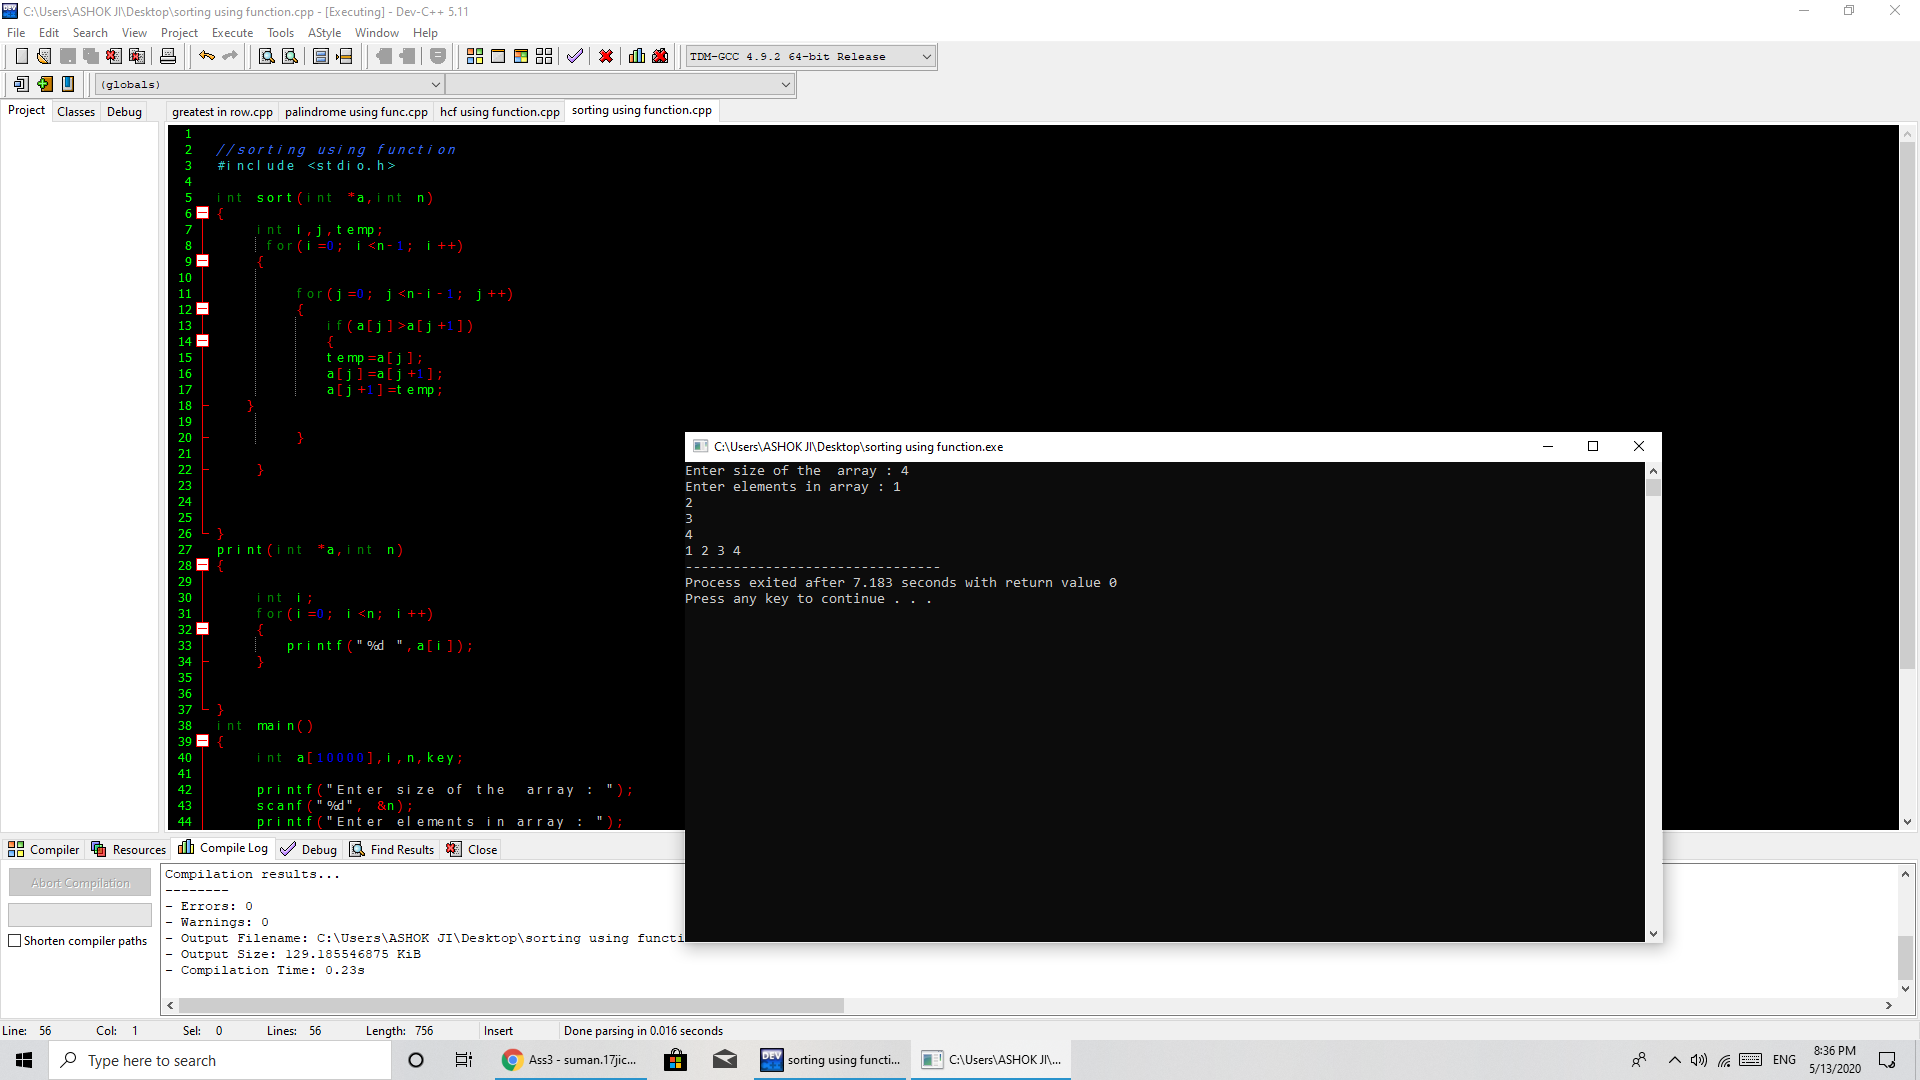 C:\Users\ASHOK JI\Desktop\sorting using function.cpp - [Executing] - Dev-C++ 5.11
File Edit Search View Project Execute Tools AStyle Window Help
TDM-GCC 4.9.2 64-bit Release
(globals)
Project Classes Debug
greatest in row.cpp palindrome using func.cpp hcf using function.cpp sorting using function.cpp
1
2 //sorting using function
3 #include <stdio.h>
4
5 int sort(int *a,int n)
6 {
7 int i,j,temp;
8 for(i=0; i<n-1; i++)
9 {
10
11 for(j=0; j<n-i-1; j++)
12 {
13 if(a[j]>a[j+1])
14 {
15 temp=a[j];
16 a[j]=a[j+1];
17 a[j+1]=temp;
18 }
19
20 }
21
22 }
23
24
25
26 }
27 print(int *a,int n)
28 {
29
30 int i;
31 for(i=0; i<n; i++)
32 {
33 printf("%d ",a[i]);
34 }
35
36
37 }
38 int main()
39 {
40 int a[10000],i,n,key;
41
42 printf("Enter size of the  array : ");
43 scanf("%d", &n);
44 printf("Enter elements in array : ");
C:\Users\ASHOK JI\Desktop\sorting using function.exe
Enter size of the  array : 4
Enter elements in array : 1
2
3
4
1 2 3 4
--------------------------------
Process exited after 7.183 seconds with return value 0
Press any key to continue . . .
Compiler Resources Compile Log Debug Find Results Close
Abort Compilation
Shorten compiler paths
Compilation results...
--------
- Errors: 0
- Warnings: 0
- Output Filename: C:\Users\ASHOK JI\Desktop\sorting using functi
- Output Size: 129.185546875 KiB
- Compilation Time: 0.23s
Line: 56 Col: 1 Sel: 0 Lines: 56 Length: 756 Insert Done parsing in 0.016 seconds
Type here to search
Ass3 - suman.17jic...
DEV
sorting using functi...
C:\Users\ASHOK JI\...
ENG
8:36 PM
5/13/2020